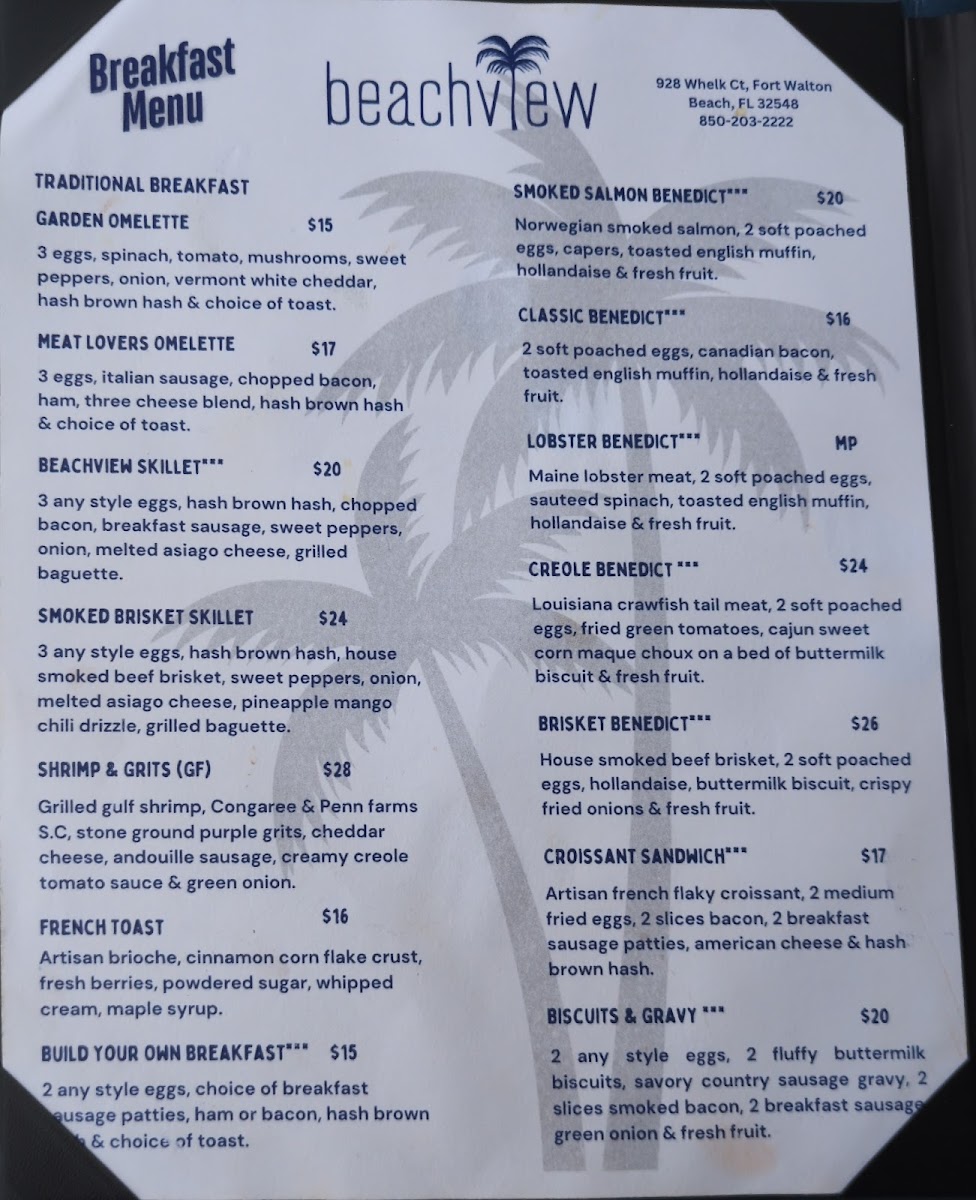 Breakfast
Menu
beachview
928 Whelk Ct, Fort Walton
Beach, FL 32548
850-203-2222
TRADITIONAL BREAKFAST
GARDEN OMELETTE $15
3 eggs, spinach, tomato, mushrooms, sweet
peppers, onion, vermont white cheddar,
hash brown hash & choice of toast.
MEAT LOVERS OMELETTE $17
3 eggs, italian sausage, chopped bacon,
ham, three cheese blend, hash brown hash
& choice of toast.
BEACHVIEW SKILLET*** $20
3 any style eggs, hash brown hash, chopped
bacon, breakfast sausage, sweet peppers,
onion, melted asiago cheese, grilled
baguette.
SMOKED BRISKET SKILLET $24
3 any style eggs, hash brown hash, house
smoked beef brisket, sweet peppers, onion,
melted asiago cheese, pineapple mango
chili drizzle, grilled baguette.
SHRIMP & GRITS (GF) $28
Grilled gulf shrimp, Congaree & Penn farms
S.C, stone ground purple grits, cheddar
cheese, andouille sausage, creamy creole
tomato sauce & green onion.
FRENCH TOAST $16
Artisan brioche, cinnamon corn flake crust,
fresh berries, powdered sugar, whipped
cream, maple syrup.
BUILD YOUR OWN BREAKFAST*** $15
2 any style eggs, choice of breakfast
ausage patties, ham or bacon, hash brown
& choice of toast.
SMOKED SALMON BENEDICT*** $20
Norwegian smoked salmon, 2 soft poached
eggs, capers, toasted english muffin,
hollandaise & fresh fruit.
CLASSIC BENEDICT*** $16
2 soft poached eggs, canadian bacon,
toasted english muffin, hollandaise & fresh
fruit.
LOBSTER BENEDICT*** MP
Maine lobster meat, 2 soft poached eggs,
sauteed spinach, toasted english muffin,
hollandaise & fresh fruit.
CREOLE BENEDICT *** $24
Louisiana crawfish tail meat, 2 soft poached
eggs, fried green tomatoes, cajun sweet
corn maque choux on a bed of buttermilk
biscuit & fresh fruit.
BRISKET BENEDICT*** $26
House smoked beef brisket, 2 soft poached
eggs, hollandaise, buttermilk biscuit, crispy
fried onions & fresh fruit.
CROISSANT SANDWICH*** $17
Artisan french flaky croissant, 2 medium
fried eggs, 2 slices bacon, 2 breakfast
sausage patties, american cheese & hash
brown hash.
BISCUITS & GRAVY *** $20
2 any style eggs, 2 fluffy buttermilk
biscuits, savory country sausage gravy, 2
slices smoked bacon, 2 breakfast sausage
green onion & fresh fruit.